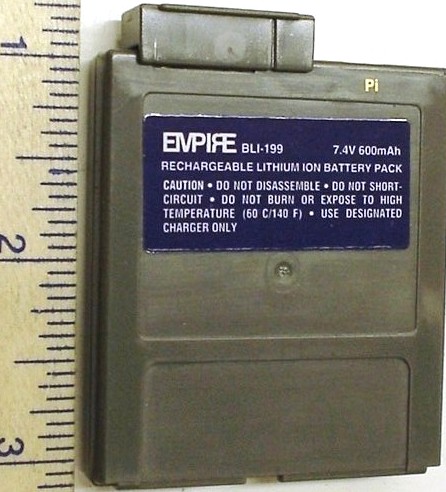 1
Pi
EMPIRE BLI-199 7.4V 600mAh
RECHARGEABLE LITHIUM ION BATTERY PACK
CAUTION • DO NOT DISASSEMBLE • DO NOT SHORT-
CIRCUIT • DO NOT BURN OR EXPOSE TO HIGH
TEMPERATURE (60 C/140 F) • USE DESIGNATED
CHARGER ONLY
2
3